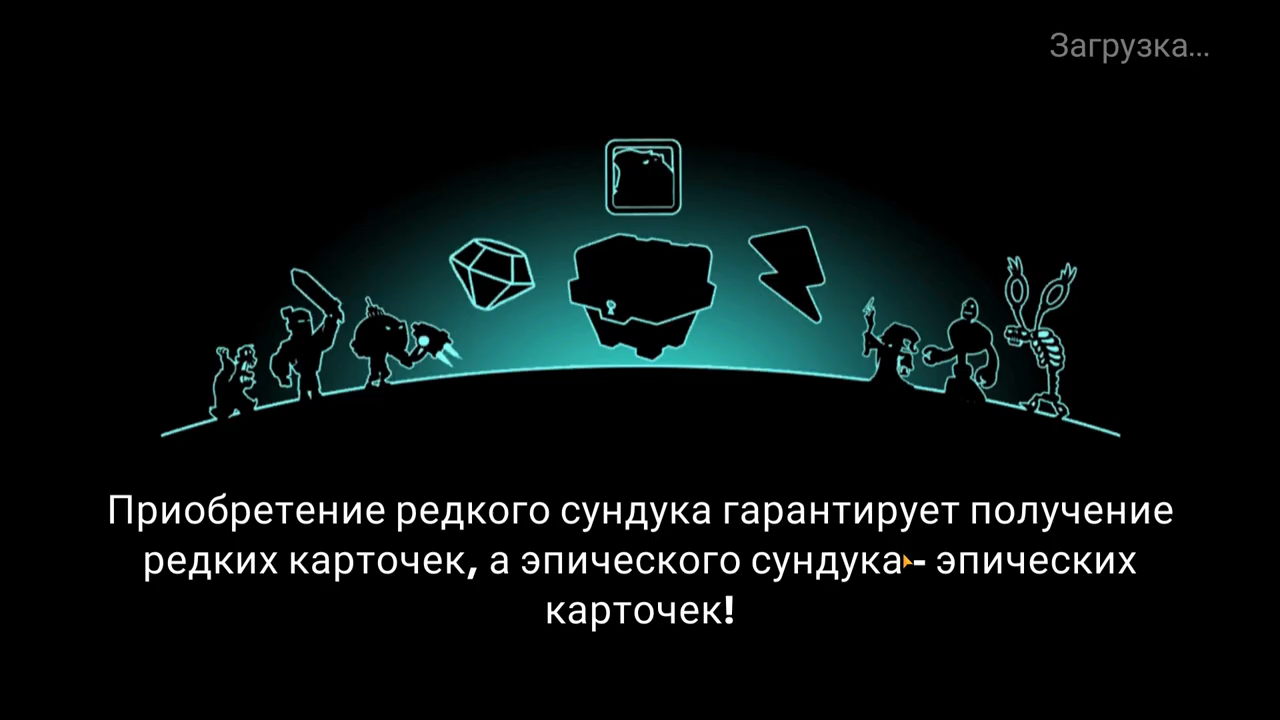 Загрузка...
Приобретение редкого сундука гарантирует получение
редких карточек, а эпического сундука- эпических
карточек!